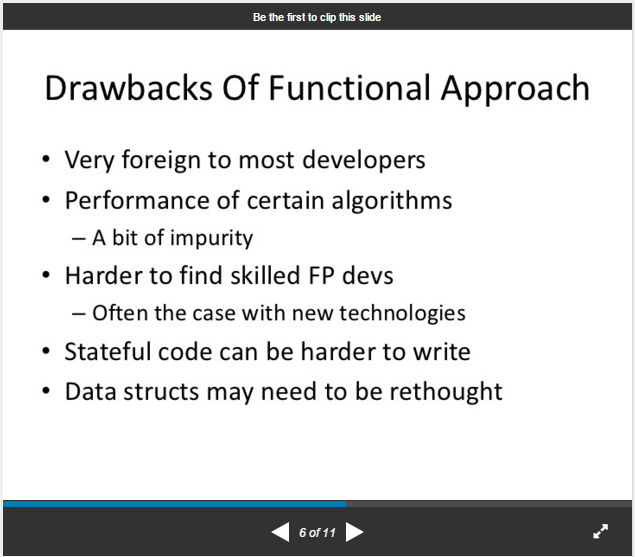 Be the first to clip this slide
Drawbacks Of Functional Approach
• Very foreign to most developers
• Performance of certain algorithms
– A bit of impurity
• Harder to find skilled FP devs
– Often the case with new technologies
• Stateful code can be harder to write
• Data structs may need to be rethought
6 of 11